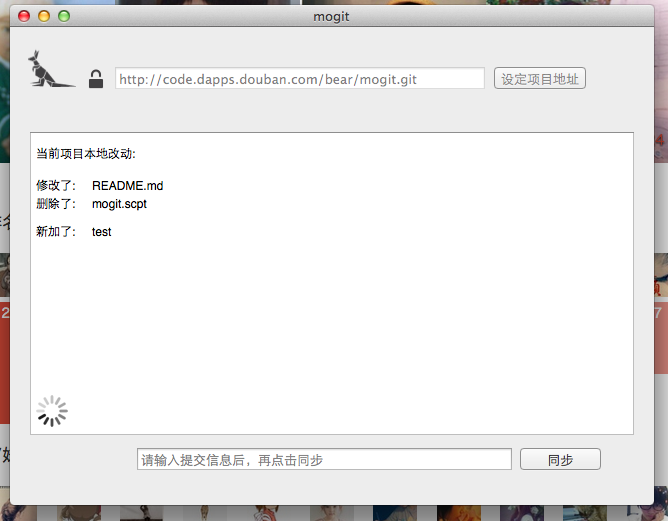 mogit
http://code.dapps.douban.com/bear/mogit.git 设定项目地址
当前项目本地改动:
修改了: README.md
删除了: mogit.scpt
新加了: test
请输入提交信息后，再点击同步 同步